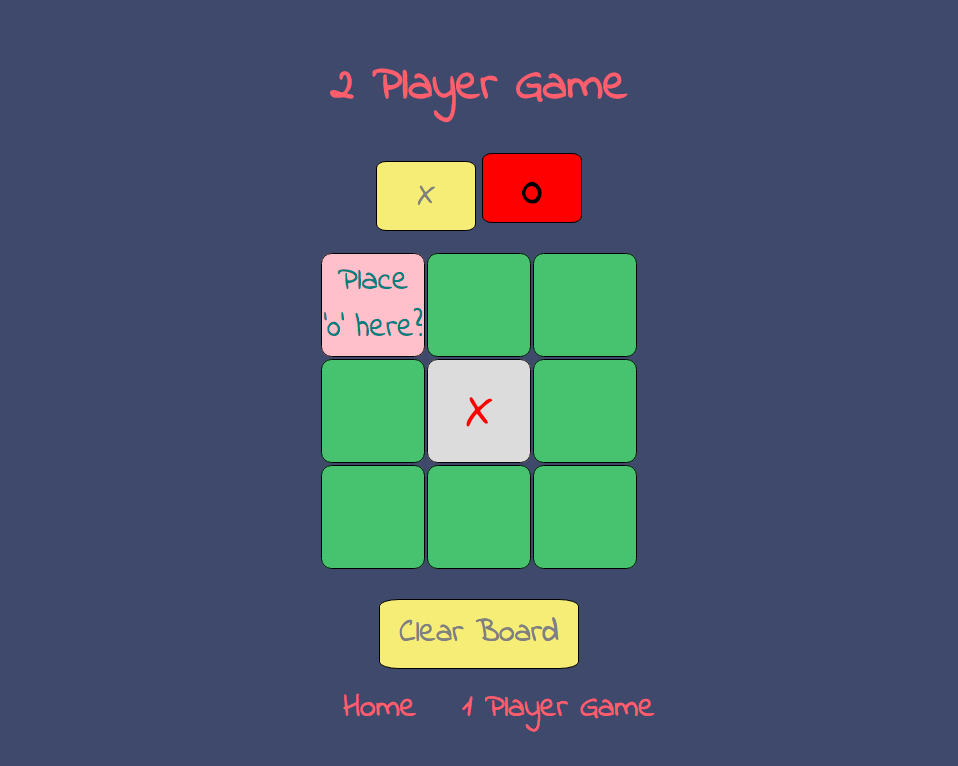 2 Player Game
x o
Place
'o' here?
x
Clear Board
Home 1 Player Game